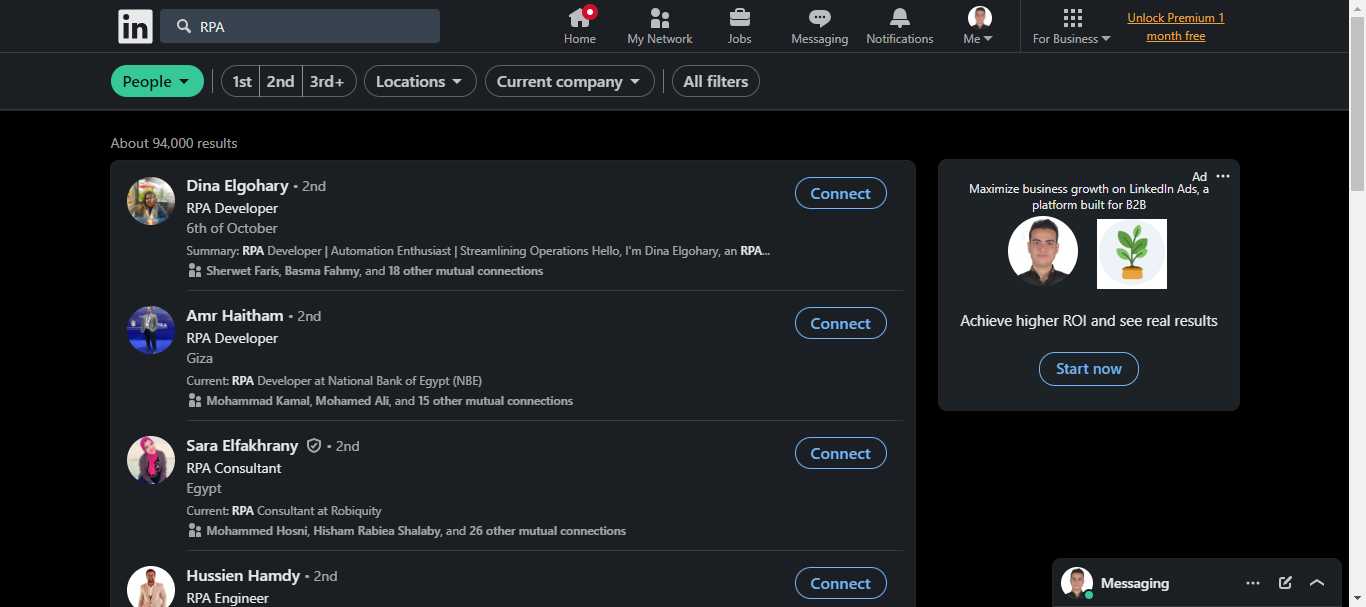 in
RPA
Home
My Network
Jobs
Messaging
Notifications
Me
For Business
Unlock Premium 1
month free
People
1st
2nd
3rd+
Locations
Current company
All filters
About 94,000 results
Dina Elgohary • 2nd
Connect
RPA Developer
6th of October
Summary: RPA Developer | Automation Enthusiast | Streamlining Operations Hello, I'm Dina Elgohary, an RPA...
Sherwet Faris, Basma Fahmy, and 18 other mutual connections
Amr Haitham • 2nd
Connect
RPA Developer
Giza
Current: RPA Developer at National Bank of Egypt (NBE)
Mohammad Kamal, Mohamed Ali, and 15 other mutual connections
Sara Elfakhrany • 2nd
Connect
RPA Consultant
Egypt
Current: RPA Consultant at Robiquity
Mohammed Hosni, Hisham Rabiea Shalaby, and 26 other mutual connections
Hussien Hamdy • 2nd
Connect
RPA Engineer
Ad
Maximize business growth on LinkedIn Ads, a
platform built for B2B
Achieve higher ROI and see real results
Start now
Messaging